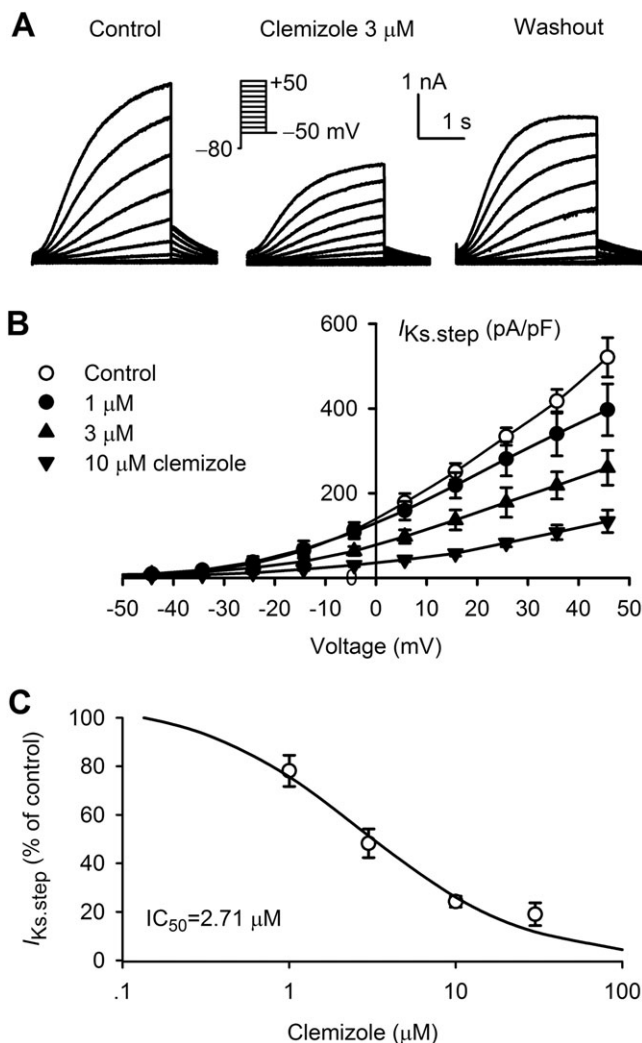 A
Control
Clemizole 3 μM
Washout
+50
−50 mV
−80
1 nA
1 s
B
I Ks.step (pA/pF)
600
400
200
0
Control
1 μM
3 μM
10 μM clemizole
-50 -40 -30 -20 -10 0 10 20 30 40 50
Voltage (mV)
C
I Ks.step (% of control)
100
80
60
40
20
0
IC50=2.71 μM
.1 1 10 100
Clemizole (μM)